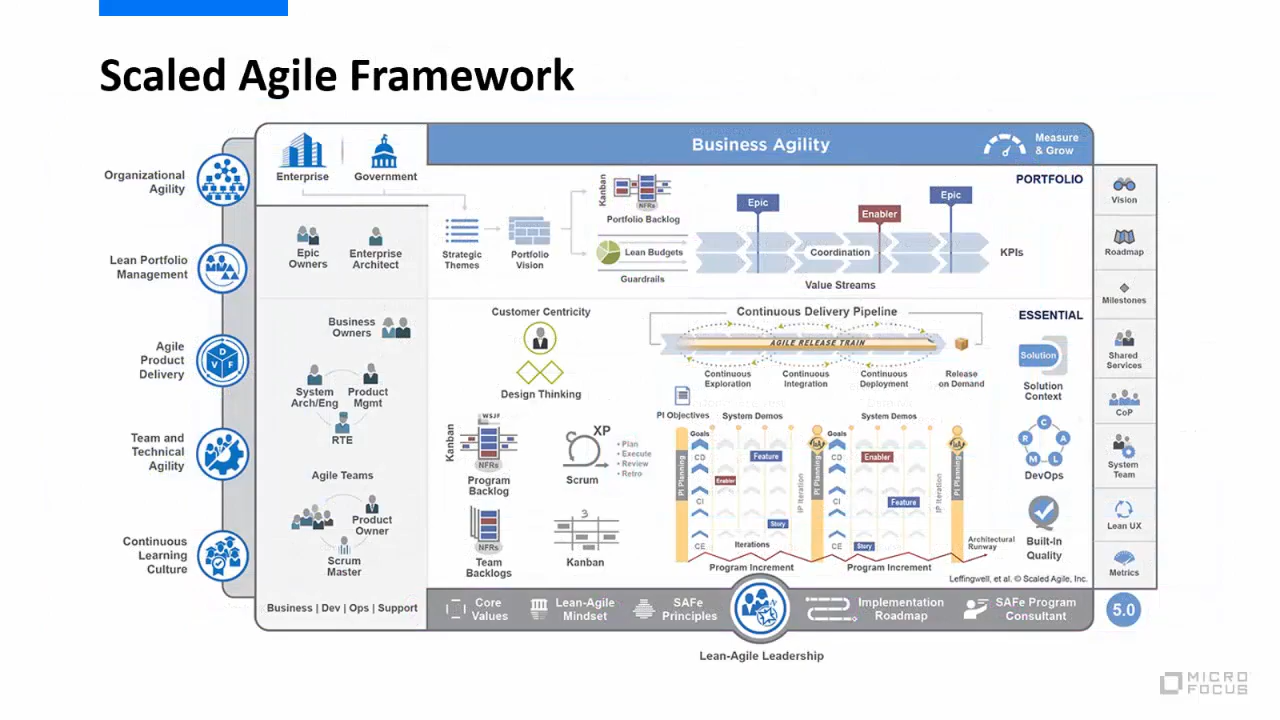 Scaled Agile Framework
Organizational
Agility
Lean Portfolio
Management
Agile
Product
Delivery
D
V F
Team and
Technical
Agility
Continuous
Learning
Culture
Enterprise
Government
Business Agility
Measure
& Grow
Epic
Owners
Enterprise
Architect
Strategic
Themes
Portfolio
Vision
Kanban
NFRs
Portfolio Backlog
Lean Budgets
Guardrails
Epic
Enabler
Epic
Coordination
Value Streams
KPIs
PORTFOLIO
Business
Owners
System
Arch/Eng
Product
Mgmt
RTE
Agile Teams
Product
Owner
Scrum
Master
Business | Dev | Ops | Support
Customer Centricity
Design Thinking
Kanban
WSJF
NFRs
Program
Backlog
XP
• Plan
• Execute
• Review
• Retro
Scrum
NFRs
Team
Backlogs
3
Kanban
Continuous Delivery Pipeline
AGILE RELEASE TRAIN
Continuous
Exploration
Continuous
Integration
Continuous
Deployment
Release
on Demand
PI Objectives
System Demos
System Demos
Goals
CD
CI
CE
PI Planning
Enabler
Feature
Story
Iterations
IP Iteration
I&A
PI Planning
Goals
CD
CI
CE
Enabler
Feature
Story
IP Iteration
I&A
PI Planning
Program Increment
Program Increment
Architectural
Runway
ESSENTIAL
Solution
Solution
Context
C
R A
M L
DevOps
Built-In
Quality
Leffingwell, et al. © Scaled Agile, Inc.
Vision
Roadmap
Milestones
Shared
Services
CoP
System
Team
Lean UX
Metrics
5.0
Core
Values
Lean-Agile
Mindset
SAFe
Principles
Implementation
Roadmap
SAFe Program
Consultant
Lean-Agile Leadership
MICRO
FOCUS